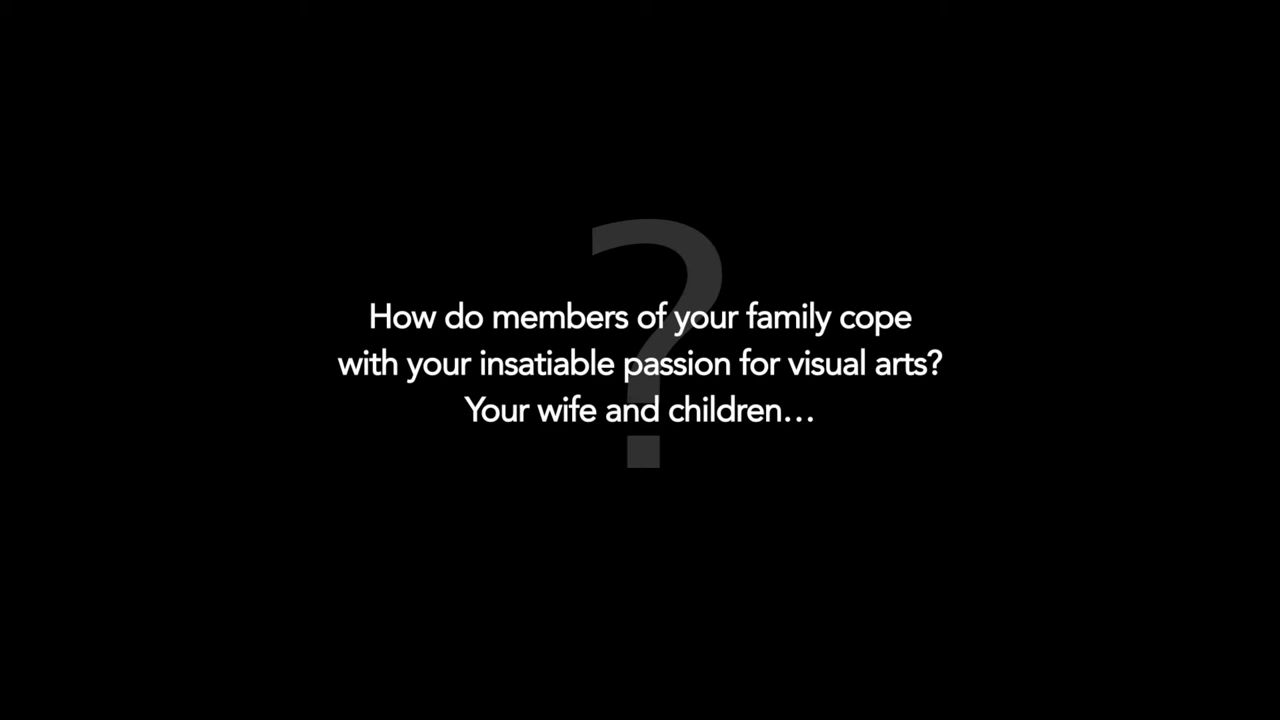 How do members of your family cope
with your insatiable passion for visual arts?
Your wife and children…